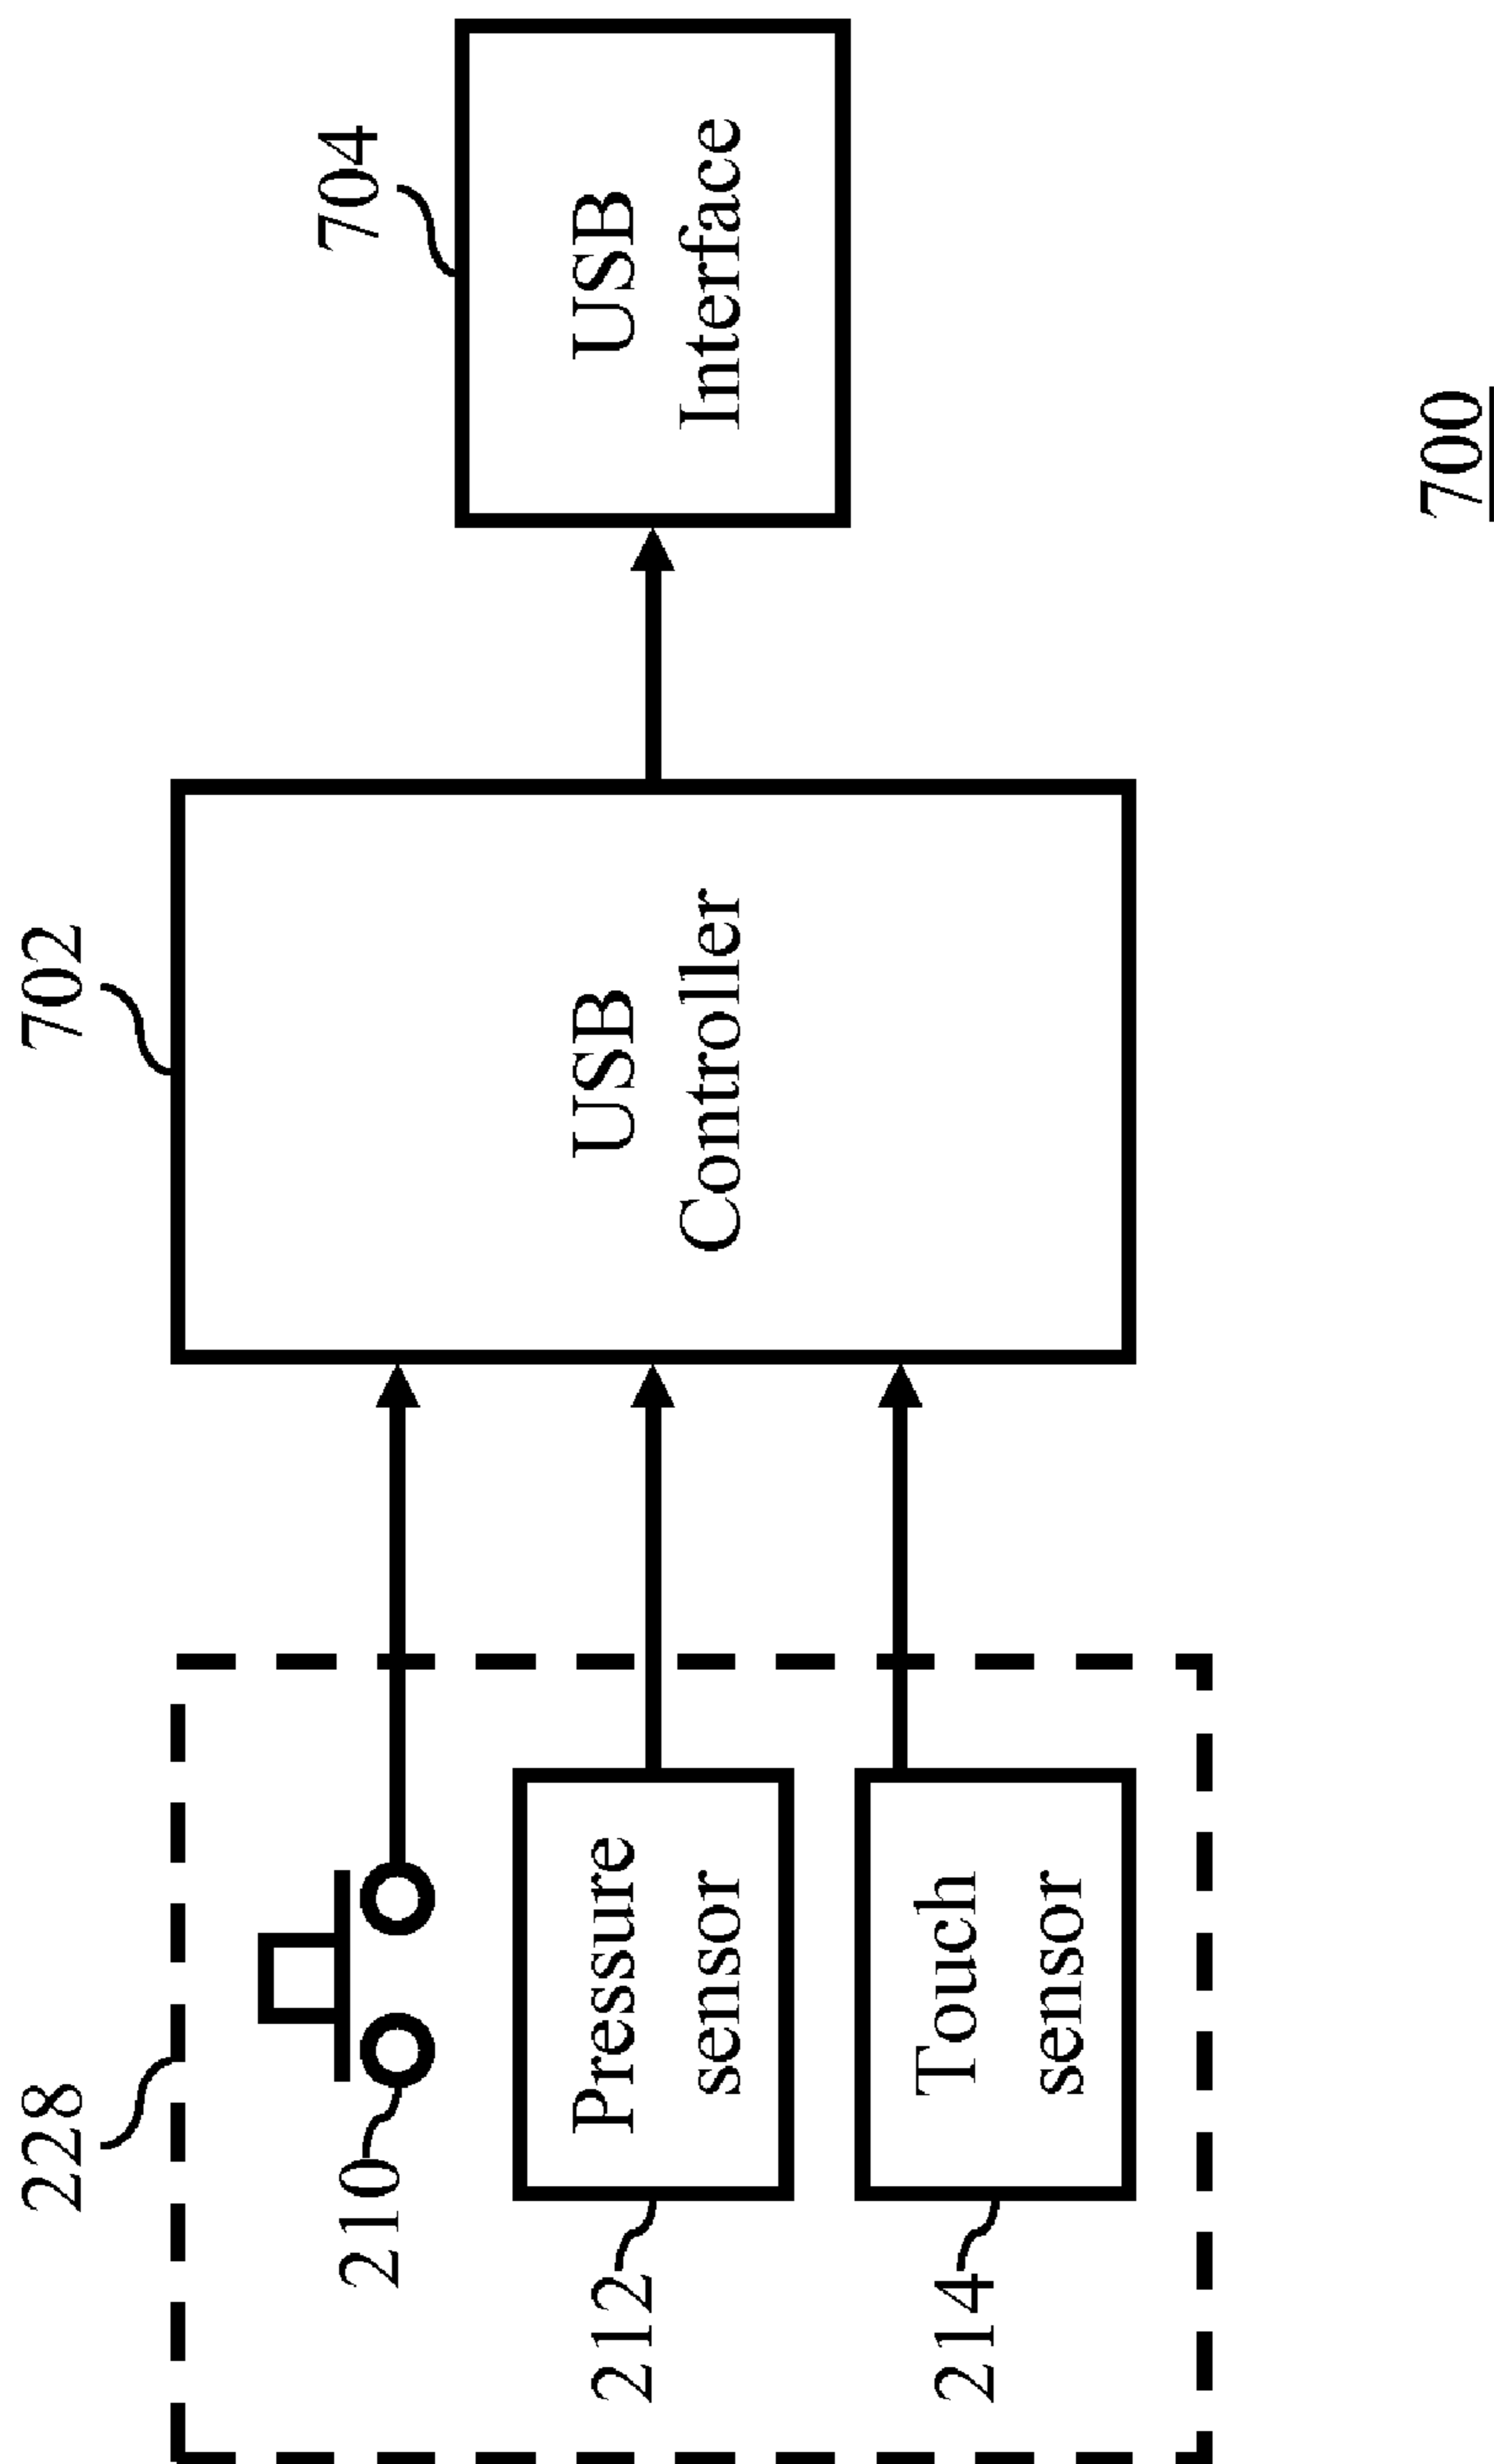 228
702
704
210
Pressure
sensor
212
Touch
sensor
214
USB
Controller
USB
Interface
700